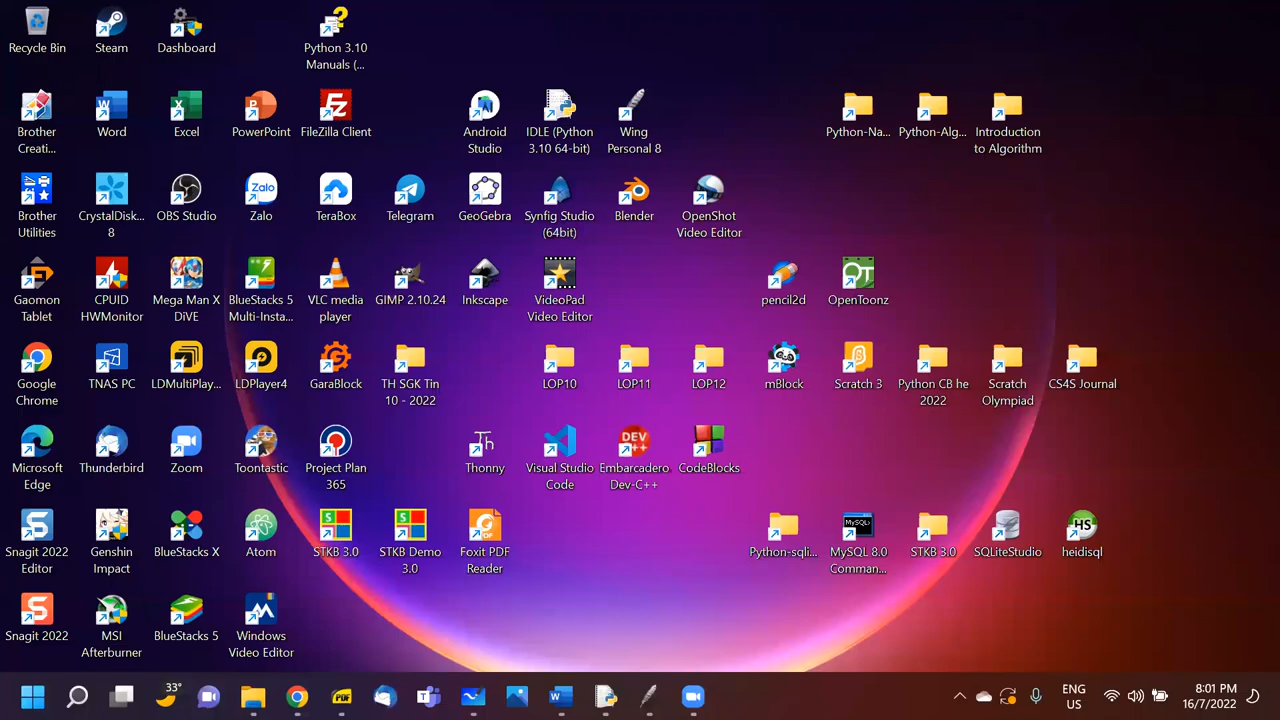 Recycle Bin
Steam
Dashboard
Python 3.10
Manuals (...
Brother
Creati...
Word
Excel
PowerPoint
FileZilla Client
Android
Studio
IDLE (Python
3.10 64-bit)
Wing
Personal 8
Python-Na...
Python-Alg...
Introduction
to Algorithm
Brother
Utilities
CrystalDisk...
8
OBS Studio
Zalo
Zalo
TeraBox
Telegram
GeoGebra
Synfig Studio
(64bit)
Blender
OpenShot
Video Editor
Gaomon
Tablet
CPUID
HWMonitor
Mega Man X
DiVE
BlueStacks 5
Multi-Insta...
VLC media
player
GIMP 2.10.24
Inkscape
VideoPad
Video Editor
pencil2d
OT
OpenToonz
Google
Chrome
TNAS PC
LDMultiPlay...
LDPlayer4
GaraBlock
TH SGK Tin
10 - 2022
LOP10
LOP11
LOP12
mBlock
Scratch 3
Python CB he
2022
Scratch
Olympiad
CS4S Journal
Microsoft
Edge
Thunderbird
Zoom
Toontastic
Project Plan
365
Th
Thonny
Visual Studio
Code
DEV
C++
Embarcadero
Dev-C++
CodeBlocks
Snagit 2022
Editor
Genshin
Impact
BlueStacks X
Atom
STKB 3.0
STKB Demo
3.0
Foxit PDF
Reader
Python-sqli...
MySQL
MySQL 8.0
Comman...
STKB 3.0
SQLiteStudio
HS
heidisql
Snagit 2022
MSI
Afterburner
BlueStacks 5
Windows
Video Editor
33°
PDF
ENG
US
8:01 PM
16/7/2022